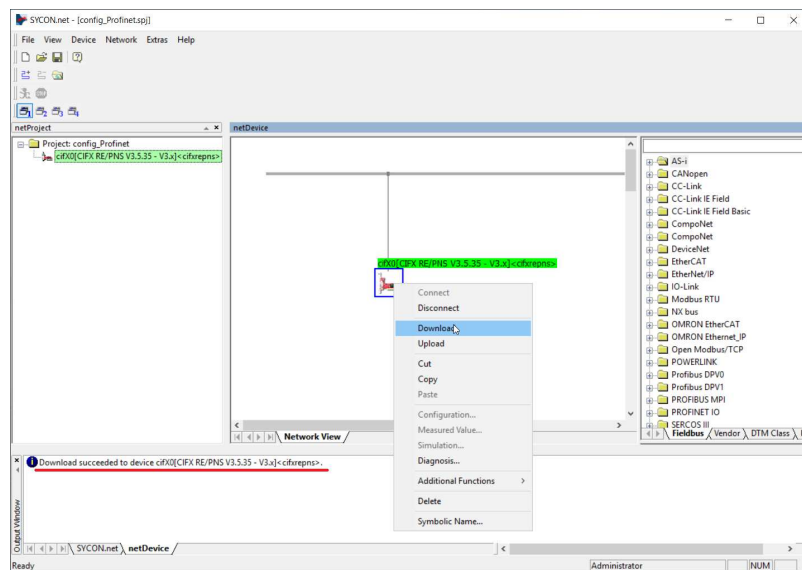 SYCON.net - [config_Profinet.spj]
File View Device Network Extras Help
netProject
netDevice
Project: config_Profinet
cifX0[CIFX RE/PNS V3.5.35 - V3.x]<cifxrepns>
cifX0[CIFX RE/PNS V3.5.35 - V3.x]<cifxrepns>
Connect
Disconnect
Download
Upload
Cut
Copy
Paste
Configuration...
Measured Value...
Simulation...
Diagnosis...
Additional Functions
Delete
Symbolic Name...
AS-i
CANopen
CC-Link
CC-Link IE Field
CC-Link IE Field Basic
CompoNet
CompoNet
DeviceNet
EtherCAT
EtherNet/IP
IO-Link
Modbus RTU
NX bus
OMRON EtherCAT
OMRON Ethernet_IP
Open Modbus/TCP
POWERLINK
Profibus DPV0
Profibus DPV1
PROFIBUS MPI
PROFINET IO
SERCOS III
Network View
Fieldbus Vendor DTM Class
Download succeeded to device cifX0[CIFX RE/PNS V3.5.35 - V3.x]<cifxrepns>.
Output Window
SYCON.net netDevice
Ready
Administrator
NUM